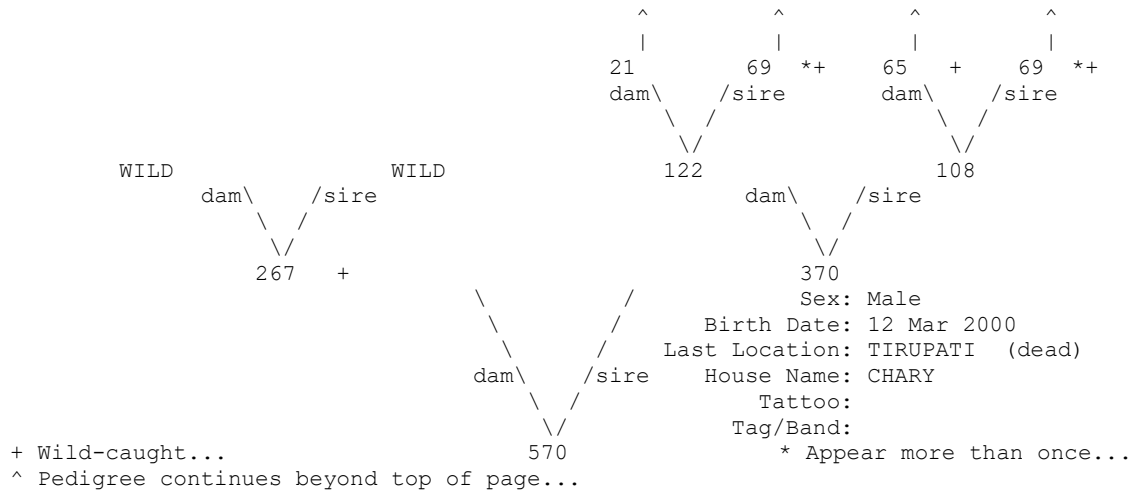 ^ ^ ^ ^
| | | |
21 69 *+ 65 + 69 *+
dam\ /sire dam\ /sire
\ / \ /
\/ \/
WILD WILD 122 108
dam\ /sire dam\ /sire
\ / \ /
\/ \/
267 + 370
\ / Sex: Male
\ / Birth Date: 12 Mar 2000
\ / Last Location: TIRUPATI (dead)
dam\ /sire House Name: CHARY
\ / Tattoo:
\/ Tag/Band:
+ Wild-caught... 570 * Appear more than once...
^ Pedigree continues beyond top of page...